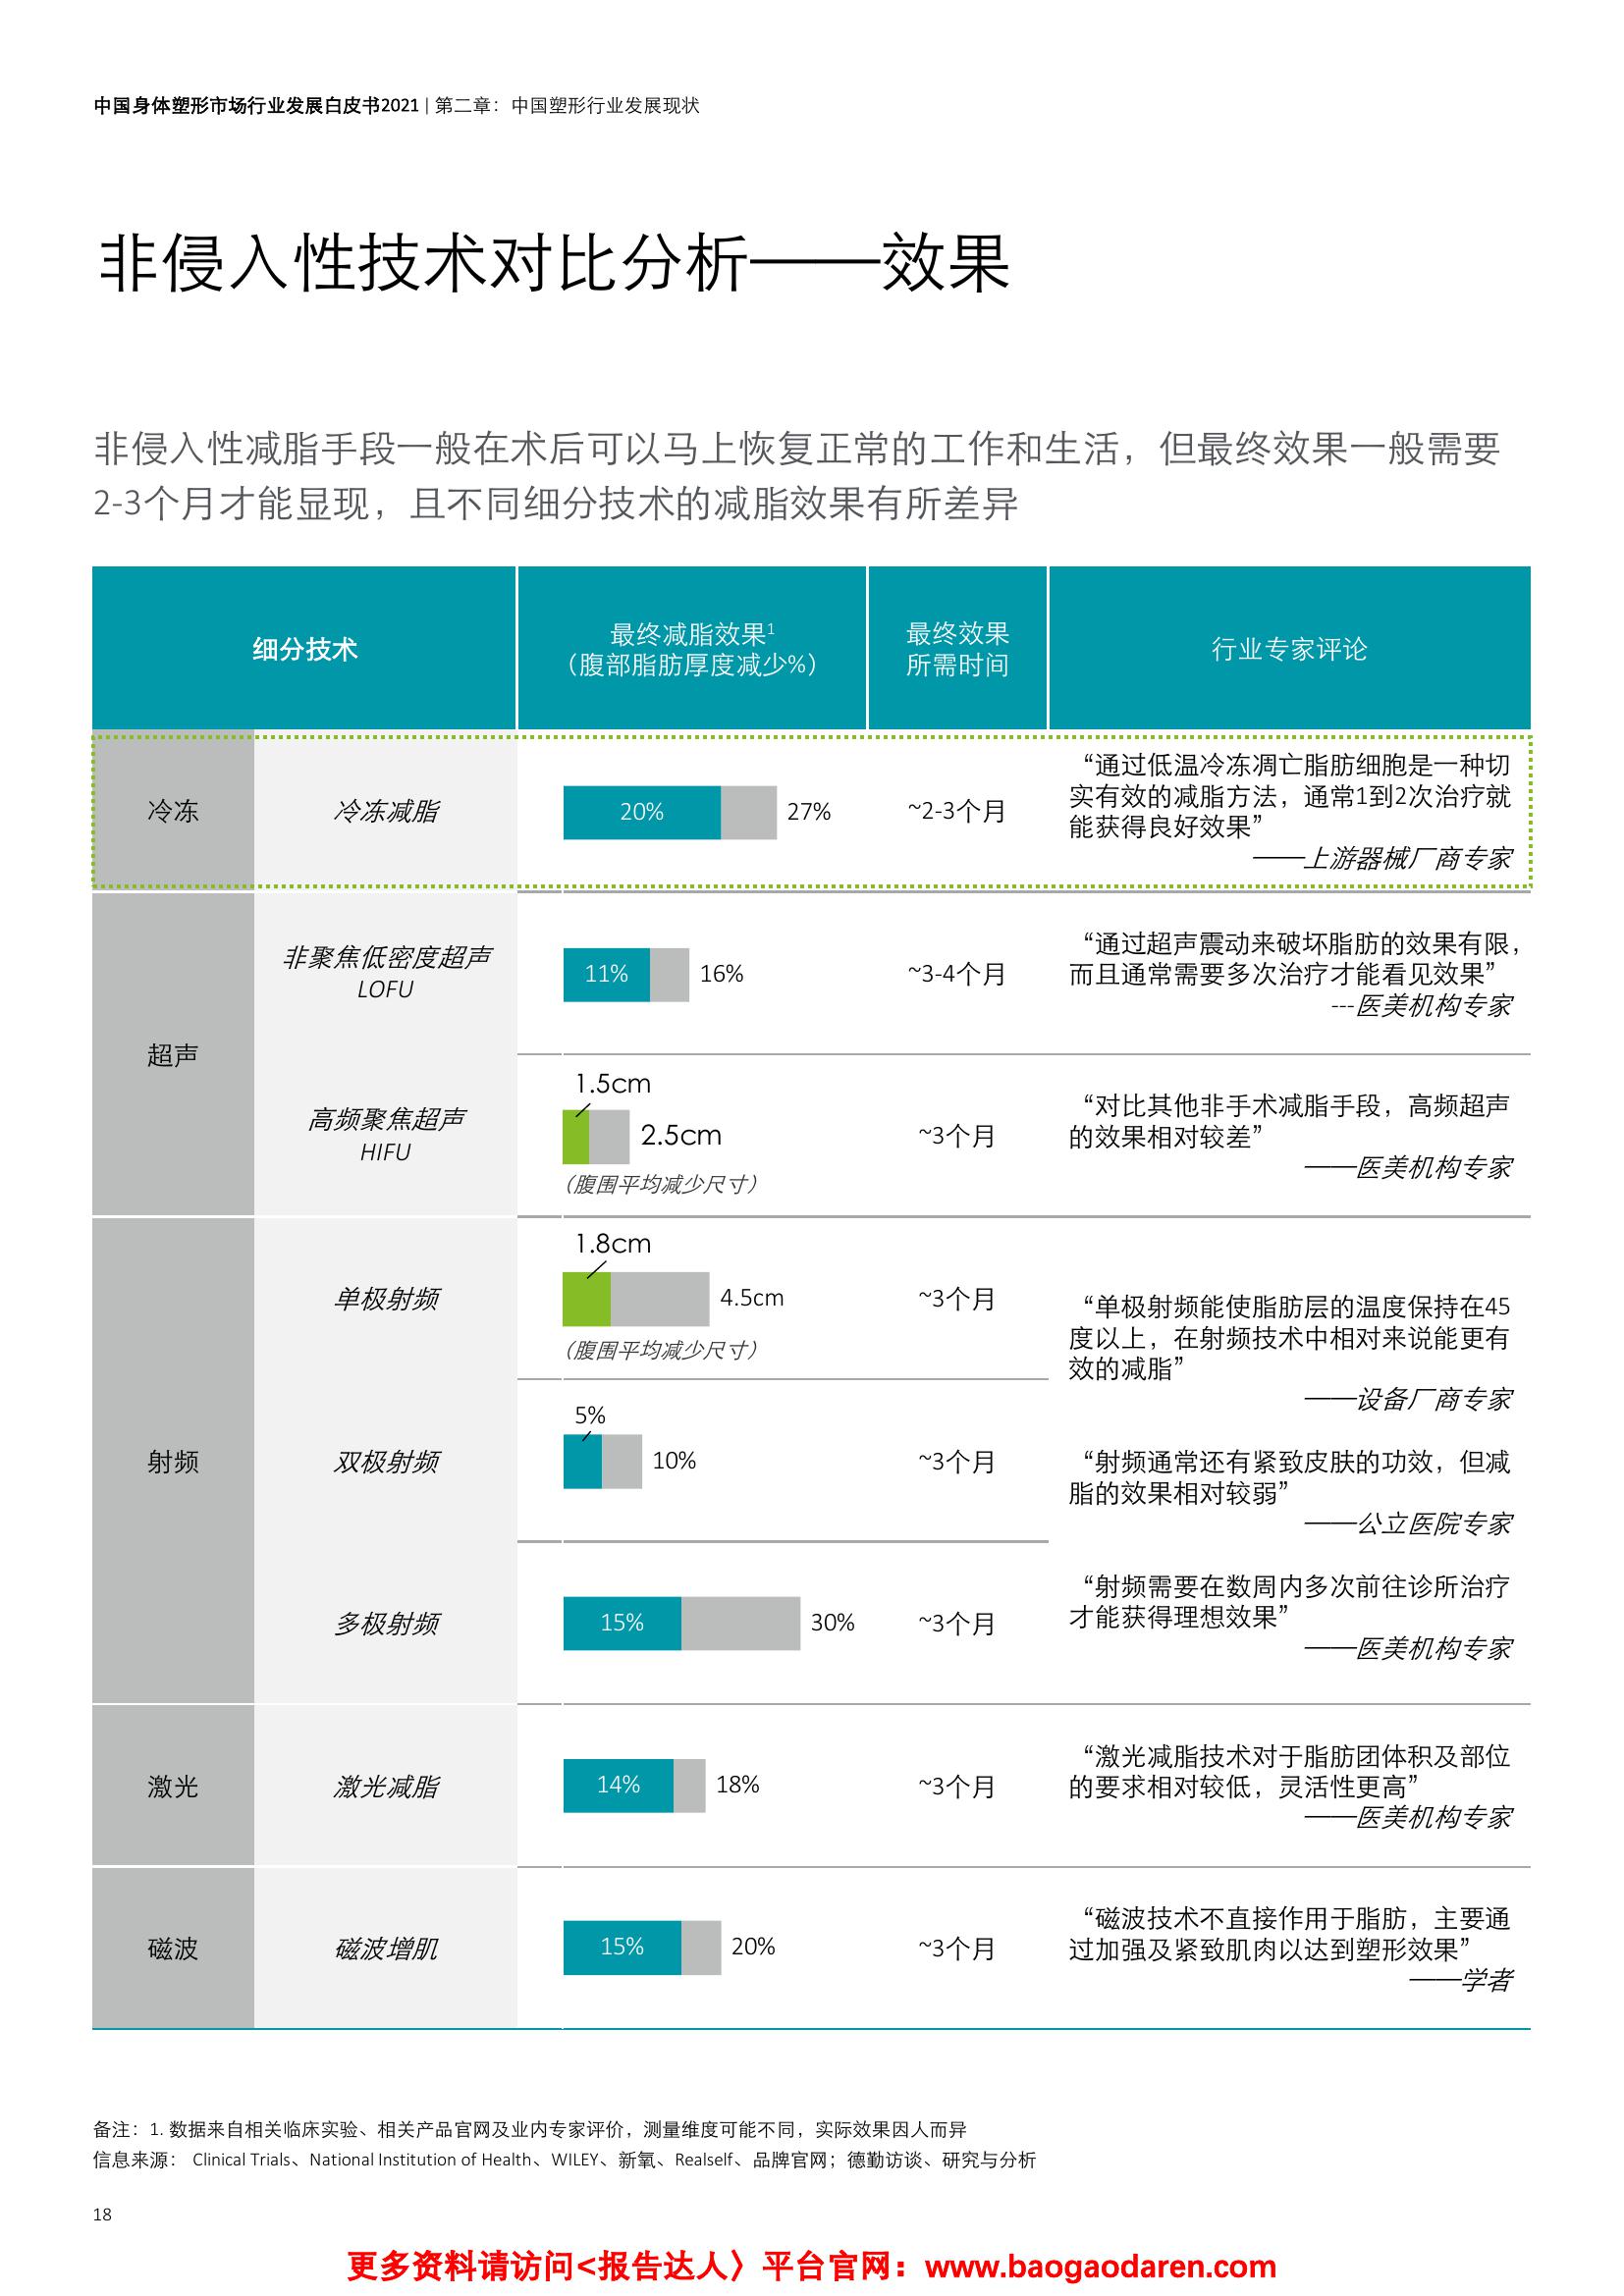 中国身体塑形市场行业发展白皮书2021 | 第二章：中国塑形行业发展现状
非侵入性技术对比分析——效果
非侵入性减脂手段一般在术后可以马上恢复正常的工作和生活，但最终效果一般需要
2-3个月才能显现，且不同细分技术的减脂效果有所差异
细分技术
最终减脂效果1
（腹部脂肪厚度减少%）
最终效果
所需时间
行业专家评论
冷冻
冷冻减脂
20%
27%
~2-3个月
“通过低温冷冻凋亡脂肪细胞是一种切
实有效的减脂方法，通常1到2次治疗就
能获得良好效果”
——上游器械厂商专家
超声
非聚焦低密度超声
LOFU
11%
16%
~3-4个月
“通过超声震动来破坏脂肪的效果有限，
而且通常需要多次治疗才能看见效果”
---医美机构专家
高频聚焦超声
HIFU
1.5cm
2.5cm
（腹围平均减少尺寸）
~3个月
“对比其他非手术减脂手段，高频超声
的效果相对较差”
——医美机构专家
射频
单极射频
1.8cm
4.5cm
（腹围平均减少尺寸）
~3个月
“单极射频能使脂肪层的温度保持在45
度以上，在射频技术中相对来说能更有
效的减脂”
——设备厂商专家
双极射频
5%
10%
~3个月
“射频通常还有紧致皮肤的功效，但减
脂的效果相对较弱”
——公立医院专家
多极射频
15%
30%
~3个月
“射频需要在数周内多次前往诊所治疗
才能获得理想效果”
——医美机构专家
激光
激光减脂
14%
18%
~3个月
“激光减脂技术对于脂肪团体积及部位
的要求相对较低，灵活性更高”
——医美机构专家
磁波
磁波增肌
15%
20%
~3个月
“磁波技术不直接作用于脂肪，主要通
过加强及紧致肌肉以达到塑形效果”
——学者
备注：1. 数据来自相关临床实验、相关产品官网及业内专家评价，测量维度可能不同，实际效果因人而异
信息来源： Clinical Trials、National Institution of Health、WILEY、新氧、Realself、品牌官网；德勤访谈、研究与分析
18
更多资料请访问<报告达人〉平台官网：www.baogaodaren.com